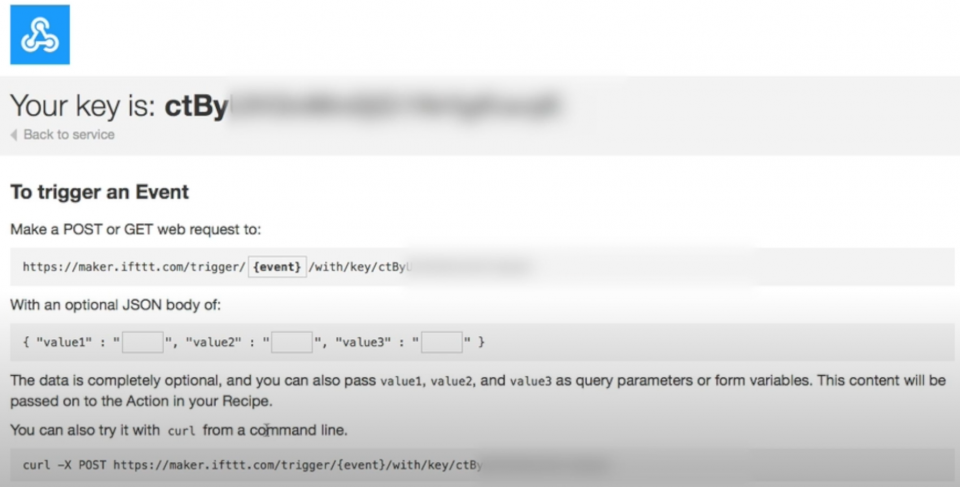 Your key is: ctBy
Back to service
To trigger an Event
Make a POST or GET web request to:
https://maker.ifttt.com/trigger/ {event} /with/key/ctBy
With an optional JSON body of:
{ "value1" : "", "value2" : "", "value3" : "" }
The data is completely optional, and you can also pass value1, value2, and value3 as query parameters or form variables. This content will be
passed on to the Action in your Recipe.
You can also try it with curl from a command line.
curl -X POST https://maker.ifttt.com/trigger/{event}/with/key/ctBy